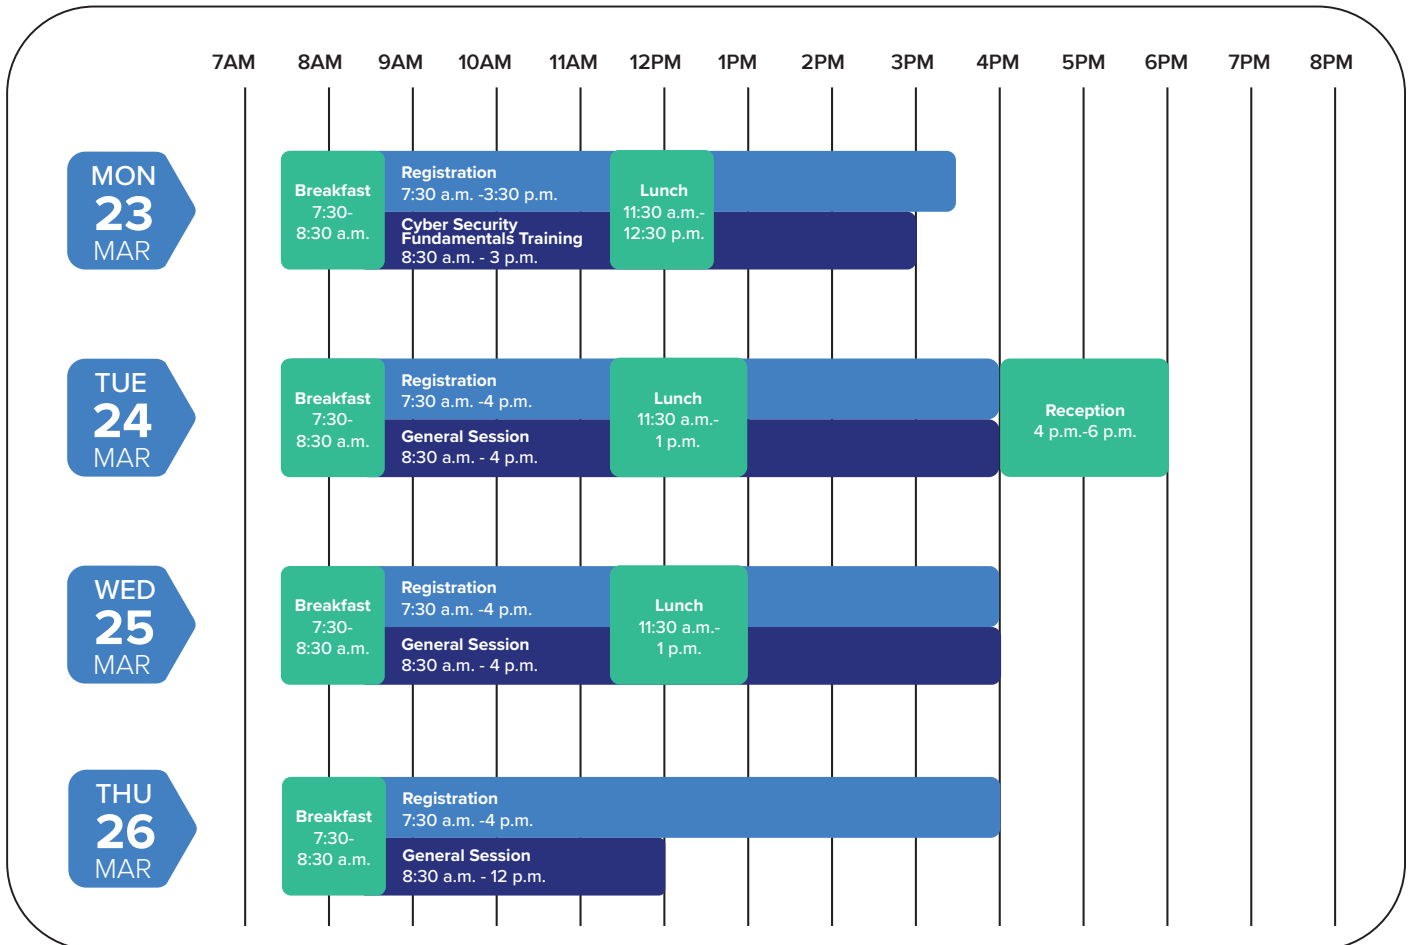 7AM 8AM 9AM 10AM 11AM 12PM 1PM 2PM 3PM 4PM 5PM 6PM 7PM 8PM
MON
23
MAR
Breakfast
7:30-
8:30 a.m.
Registration
7:30 a.m. -3:30 p.m.
Cyber Security
Fundamentals Training
8:30 a.m. - 3 p.m.
Lunch
11:30 a.m.-
12:30 p.m.
TUE
24
MAR
Breakfast
7:30-
8:30 a.m.
Registration
7:30 a.m. -4 p.m.
General Session
8:30 a.m. - 4 p.m.
Lunch
11:30 a.m.-
1 p.m.
Reception
4 p.m.-6 p.m.
WED
25
MAR
Breakfast
7:30-
8:30 a.m.
Registration
7:30 a.m. -4 p.m.
General Session
8:30 a.m. - 4 p.m.
Lunch
11:30 a.m.-
1 p.m.
THU
26
MAR
Breakfast
7:30-
8:30 a.m.
Registration
7:30 a.m. -4 p.m.
General Session
8:30 a.m. - 12 p.m.